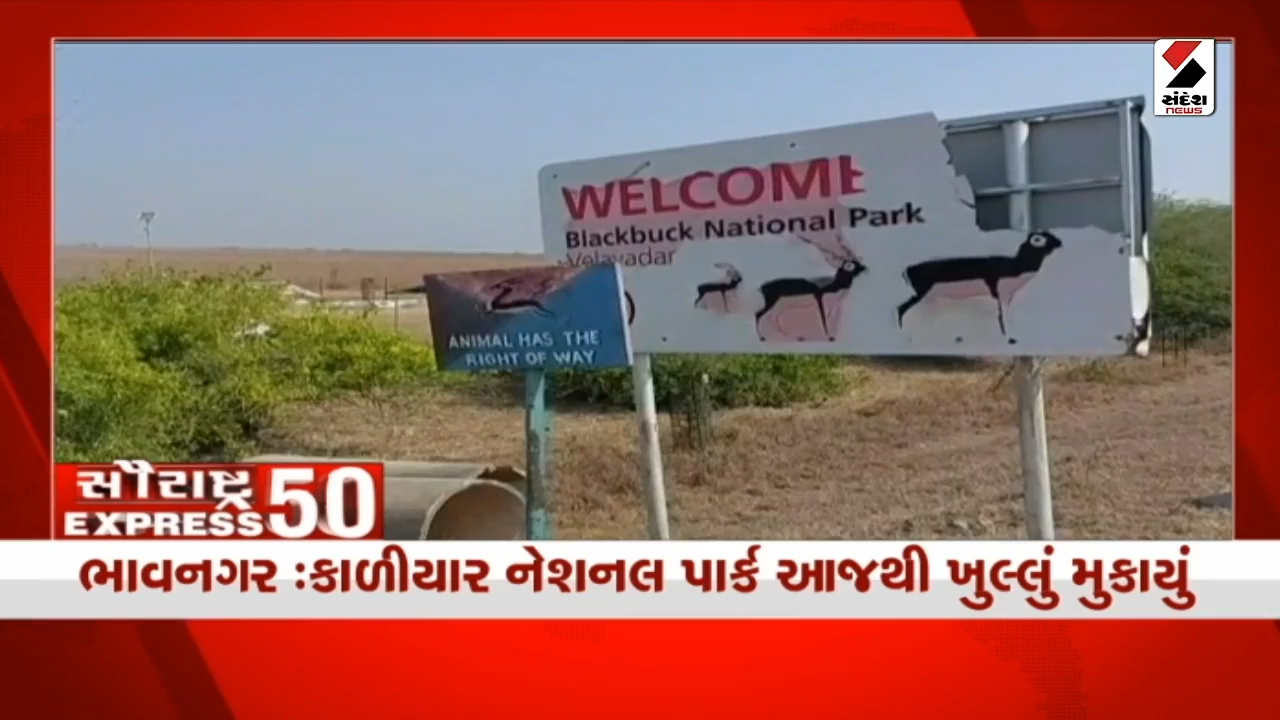 સંદેશ
NEWS
WELCOME
Blackbuck National Park
Velavadar
ANIMAL HAS THE
RIGHT OF WAY
સૌરાષ્ટ્ર
EXPRESS 50
ભાવનગર :કાળીયાર નેશનલ પાર્ક આજથી ખુલ્લું મુકાયું